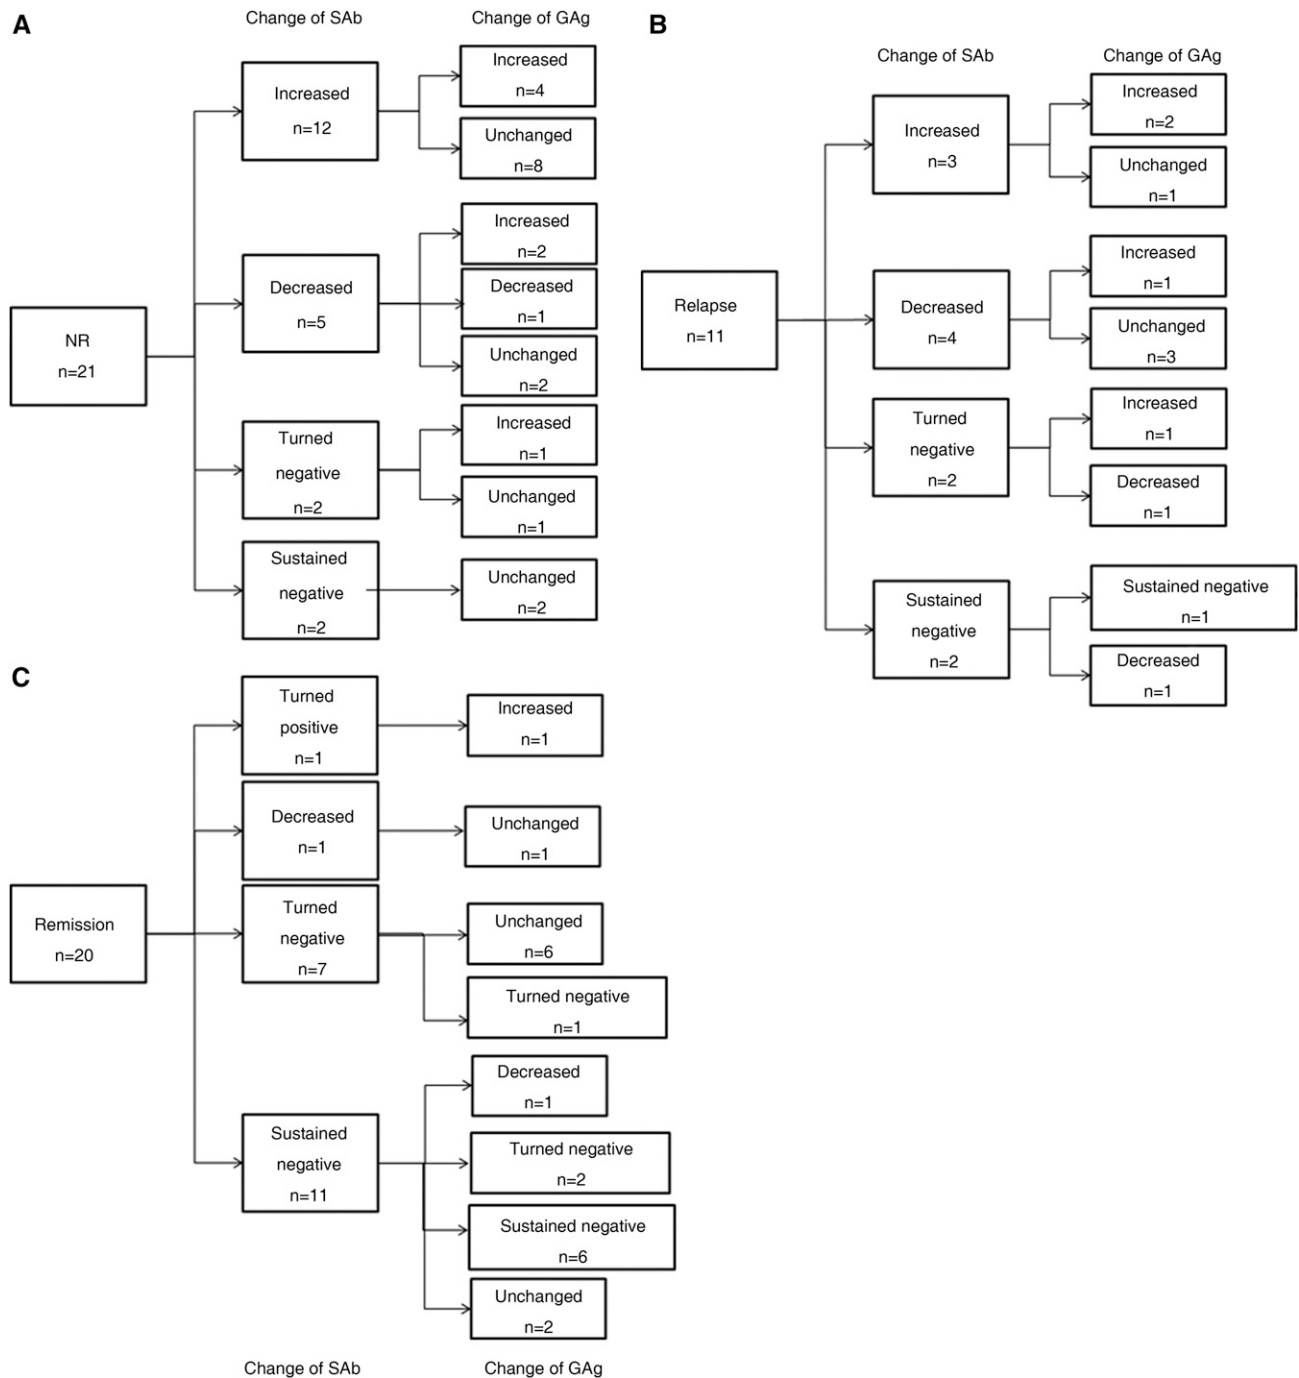 A
Change of SAb
Change of GAg
NR
n=21
Increased
n=12
Increased
n=4
Unchanged
n=8
Decreased
n=5
Increased
n=2
Decreased
n=1
Unchanged
n=2
Turned
negative
n=2
Increased
n=1
Unchanged
n=1
Sustained
negative
n=2
Unchanged
n=2
B
Change of SAb
Change of GAg
Relapse
n=11
Increased
n=3
Increased
n=2
Unchanged
n=1
Decreased
n=4
Increased
n=1
Unchanged
n=3
Turned
negative
n=2
Increased
n=1
Decreased
n=1
Sustained
negative
n=2
Sustained negative
n=1
Decreased
n=1
C
Remission
n=20
Turned
positive
n=1
Increased
n=1
Decreased
n=1
Unchanged
n=1
Turned
negative
n=7
Unchanged
n=6
Turned negative
n=1
Sustained
negative
n=11
Decreased
n=1
Turned negative
n=2
Sustained negative
n=6
Unchanged
n=2
Change of SAb
Change of GAg